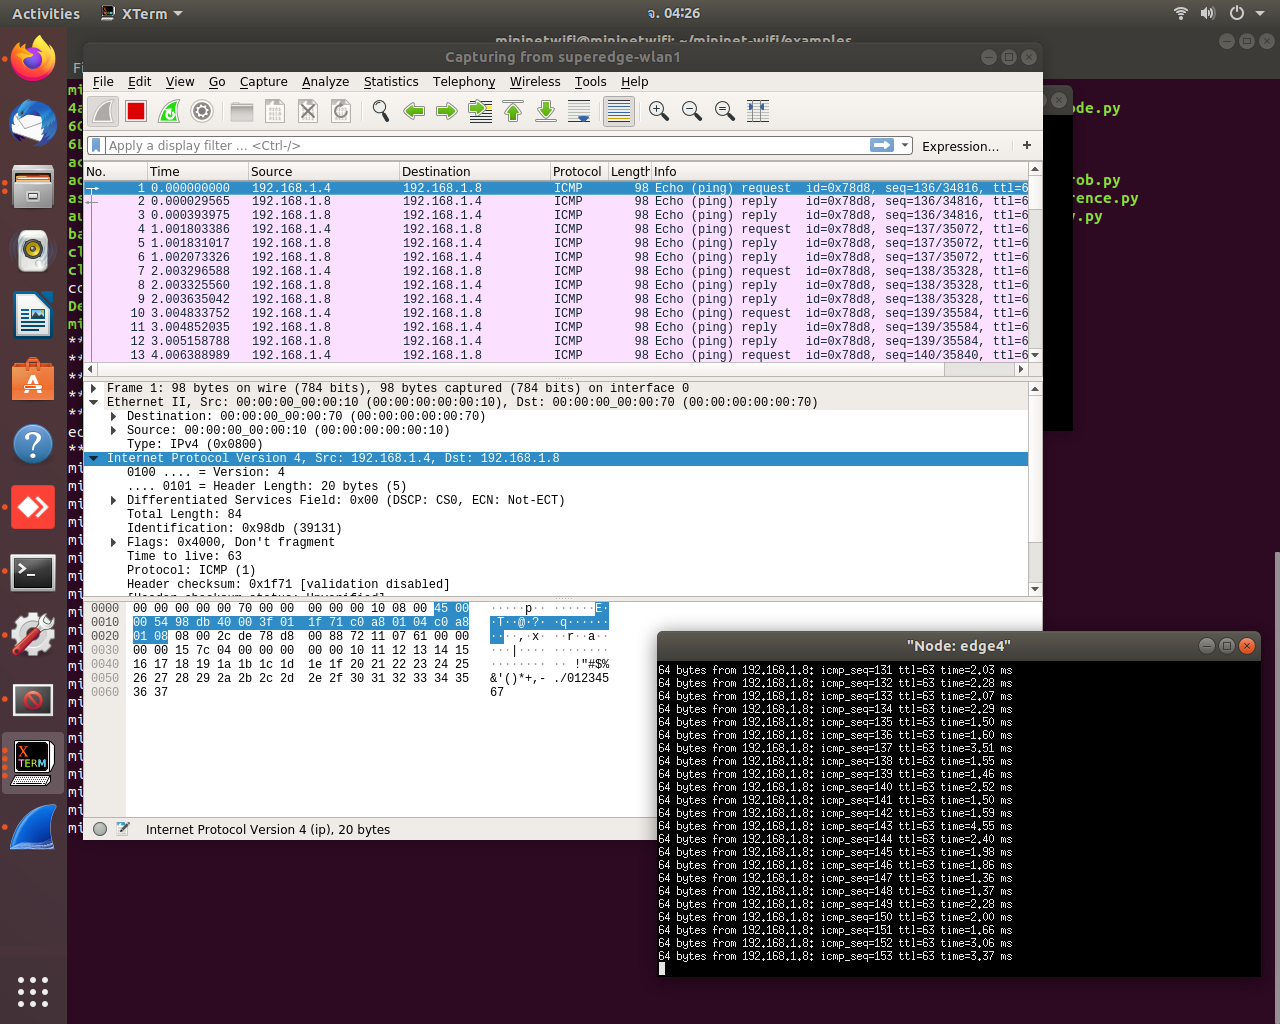 Activities
XTerm
จ. 04:26
mininetwifi@mininetwifi: ~/mininet-wifi/examples
Capturing from superedge-wlan1
File Edit View Go Capture Analyze Statistics Telephony Wireless Tools Help
Apply a display filter ... <Ctrl-/>
Expression... +
No. Time Source Destination Protocol Length Info
1 0.000000000 192.168.1.4 192.168.1.8 ICMP 98 Echo (ping) request id=0x78d8, seq=136/34816, ttl=6
2 0.000029565 192.168.1.8 192.168.1.4 ICMP 98 Echo (ping) reply id=0x78d8, seq=136/34816, ttl=6
3 0.000393975 192.168.1.8 192.168.1.4 ICMP 98 Echo (ping) reply id=0x78d8, seq=136/34816, ttl=6
4 1.001803386 192.168.1.4 192.168.1.8 ICMP 98 Echo (ping) request id=0x78d8, seq=137/35072, ttl=6
5 1.001831017 192.168.1.8 192.168.1.4 ICMP 98 Echo (ping) reply id=0x78d8, seq=137/35072, ttl=6
6 1.002073326 192.168.1.8 192.168.1.4 ICMP 98 Echo (ping) reply id=0x78d8, seq=137/35072, ttl=6
7 2.003296588 192.168.1.4 192.168.1.8 ICMP 98 Echo (ping) request id=0x78d8, seq=138/35328, ttl=6
8 2.003325560 192.168.1.8 192.168.1.4 ICMP 98 Echo (ping) reply id=0x78d8, seq=138/35328, ttl=6
9 2.003635042 192.168.1.8 192.168.1.4 ICMP 98 Echo (ping) reply id=0x78d8, seq=138/35328, ttl=6
10 3.004833752 192.168.1.4 192.168.1.8 ICMP 98 Echo (ping) request id=0x78d8, seq=139/35584, ttl=6
11 3.004852035 192.168.1.8 192.168.1.4 ICMP 98 Echo (ping) reply id=0x78d8, seq=139/35584, ttl=6
12 3.005158788 192.168.1.8 192.168.1.4 ICMP 98 Echo (ping) reply id=0x78d8, seq=139/35584, ttl=6
13 4.006388989 192.168.1.4 192.168.1.8 ICMP 98 Echo (ping) request id=0x78d8, seq=140/35840, ttl=6
Frame 1: 98 bytes on wire (784 bits), 98 bytes captured (784 bits) on interface 0
Ethernet II, Src: 00:00:00_00:00:10 (00:00:00:00:00:10), Dst: 00:00:00_00:00:70 (00:00:00:00:00:70)
Destination: 00:00:00_00:00:70 (00:00:00:00:00:70)
Source: 00:00:00_00:00:10 (00:00:00:00:00:10)
Type: IPv4 (0x0800)
Internet Protocol Version 4, Src: 192.168.1.4, Dst: 192.168.1.8
0100 .... = Version: 4
.... 0101 = Header Length: 20 bytes (5)
Differentiated Services Field: 0x00 (DSCP: CS0, ECN: Not-ECT)
Total Length: 84
Identification: 0x98db (39131)
Flags: 0x4000, Don't fragment
Time to live: 63
Protocol: ICMP (1)
Header checksum: 0x1f71 [validation disabled]
[Header checksum status: Unverified]
0000 00 00 00 00 00 70 00 00 00 00 00 10 08 00 45 00 ·····p·· ······E·
0010 00 54 98 db 40 00 3f 01 1f 71 c0 a8 01 04 c0 a8 ·T··@·?· ·q······
0020 01 08 08 00 2c de 78 d8 00 88 72 11 07 61 00 00 ····,·x· ··r··a··
0030 00 00 15 7c 04 00 00 00 00 00 10 11 12 13 14 15 ···|···· ········
0040 16 17 18 19 1a 1b 1c 1d 1e 1f 20 21 22 23 24 25 ········ ·· !"#$%
0050 26 27 28 29 2a 2b 2c 2d 2e 2f 30 31 32 33 34 35 &'()*+,- ./012345
0060 36 37 67
Internet Protocol Version 4 (ip), 20 bytes
ode.py
rob.py
rence.py
.py
"Node: edge4"
64 bytes from 192.168.1.8: icmp_seq=131 ttl=63 time=2.03 ms
64 bytes from 192.168.1.8: icmp_seq=132 ttl=63 time=2.28 ms
64 bytes from 192.168.1.8: icmp_seq=133 ttl=63 time=2.07 ms
64 bytes from 192.168.1.8: icmp_seq=134 ttl=63 time=2.29 ms
64 bytes from 192.168.1.8: icmp_seq=135 ttl=63 time=1.50 ms
64 bytes from 192.168.1.8: icmp_seq=136 ttl=63 time=1.60 ms
64 bytes from 192.168.1.8: icmp_seq=137 ttl=63 time=3.51 ms
64 bytes from 192.168.1.8: icmp_seq=138 ttl=63 time=1.55 ms
64 bytes from 192.168.1.8: icmp_seq=139 ttl=63 time=1.46 ms
64 bytes from 192.168.1.8: icmp_seq=140 ttl=63 time=2.52 ms
64 bytes from 192.168.1.8: icmp_seq=141 ttl=63 time=1.50 ms
64 bytes from 192.168.1.8: icmp_seq=142 ttl=63 time=1.59 ms
64 bytes from 192.168.1.8: icmp_seq=143 ttl=63 time=4.55 ms
64 bytes from 192.168.1.8: icmp_seq=144 ttl=63 time=2.40 ms
64 bytes from 192.168.1.8: icmp_seq=145 ttl=63 time=1.98 ms
64 bytes from 192.168.1.8: icmp_seq=146 ttl=63 time=1.86 ms
64 bytes from 192.168.1.8: icmp_seq=147 ttl=63 time=1.36 ms
64 bytes from 192.168.1.8: icmp_seq=148 ttl=63 time=1.37 ms
64 bytes from 192.168.1.8: icmp_seq=149 ttl=63 time=2.28 ms
64 bytes from 192.168.1.8: icmp_seq=150 ttl=63 time=2.00 ms
64 bytes from 192.168.1.8: icmp_seq=151 ttl=63 time=1.66 ms
64 bytes from 192.168.1.8: icmp_seq=152 ttl=63 time=3.06 ms
64 bytes from 192.168.1.8: icmp_seq=153 ttl=63 time=3.37 ms